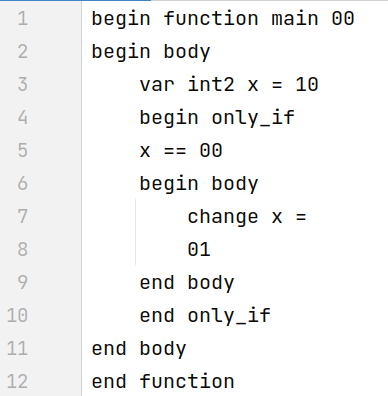 1 begin function main 00
2 begin body
3     var int2 x = 10
4     begin only_if
5     x == 00
6     begin body
7         change x =
8         01
9     end body
10     end only_if
11 end body
12 end function